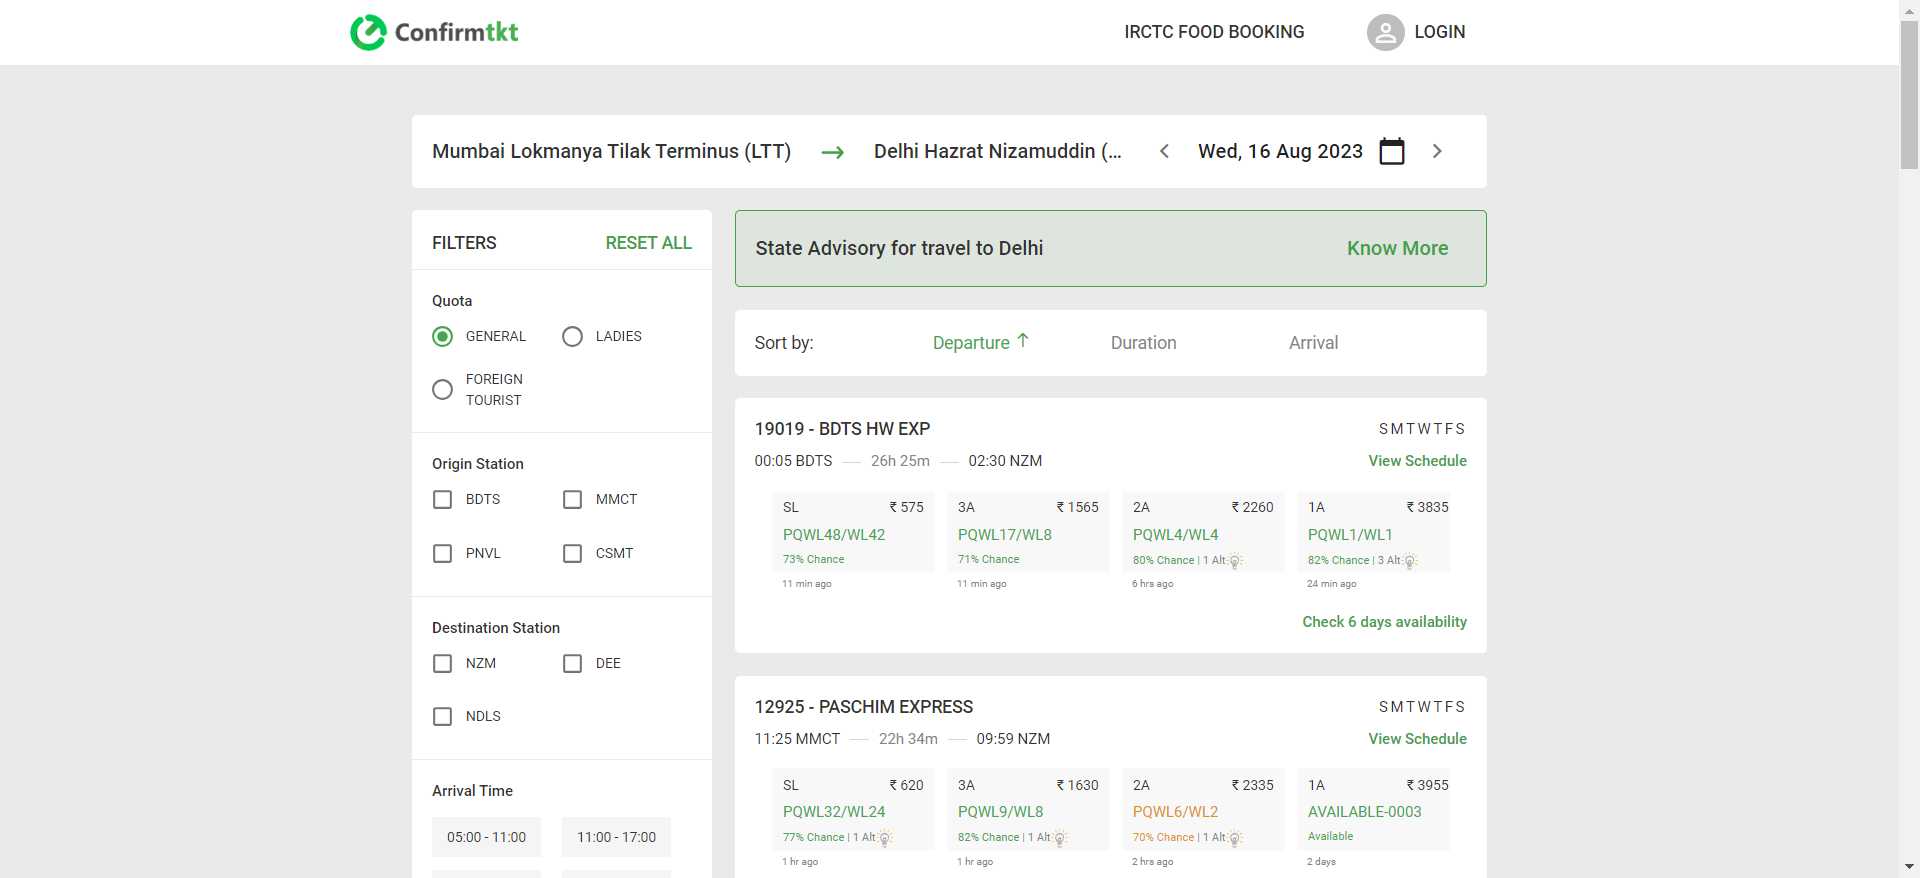 Confirmtkt
IRCTC FOOD BOOKING
LOGIN
Mumbai Lokmanya Tilak Terminus (LTT)
Delhi Hazrat Nizamuddin (...
Wed, 16 Aug 2023
FILTERS
RESET ALL
Quota
GENERAL
LADIES
FOREIGN
TOURIST
Origin Station
BDTS
MMCT
PNVL
CSMT
Destination Station
NZM
DEE
NDLS
Arrival Time
05:00 - 11:00
11:00 - 17:00
State Advisory for travel to Delhi
Know More
Sort by:
Departure
Duration
Arrival
19019 - BDTS HW EXP
S M T W T F S
00:05 BDTS
26h 25m
02:30 NZM
View Schedule
SL
₹ 575
PQWL48/WL42
73% Chance
11 min ago
3A
₹ 1565
PQWL17/WL8
71% Chance
11 min ago
2A
₹ 2260
PQWL4/WL4
80% Chance | 1 Alt
6 hrs ago
1A
₹ 3835
PQWL1/WL1
82% Chance | 3 Alt
24 min ago
Check 6 days availability
12925 - PASCHIM EXPRESS
S M T W T F S
11:25 MMCT
22h 34m
09:59 NZM
View Schedule
SL
₹ 620
PQWL32/WL24
77% Chance | 1 Alt
1 hr ago
3A
₹ 1630
PQWL9/WL8
82% Chance | 1 Alt
1 hr ago
2A
₹ 2335
PQWL6/WL2
70% Chance | 1 Alt
2 hrs ago
1A
₹ 3955
AVAILABLE-0003
Available
2 days